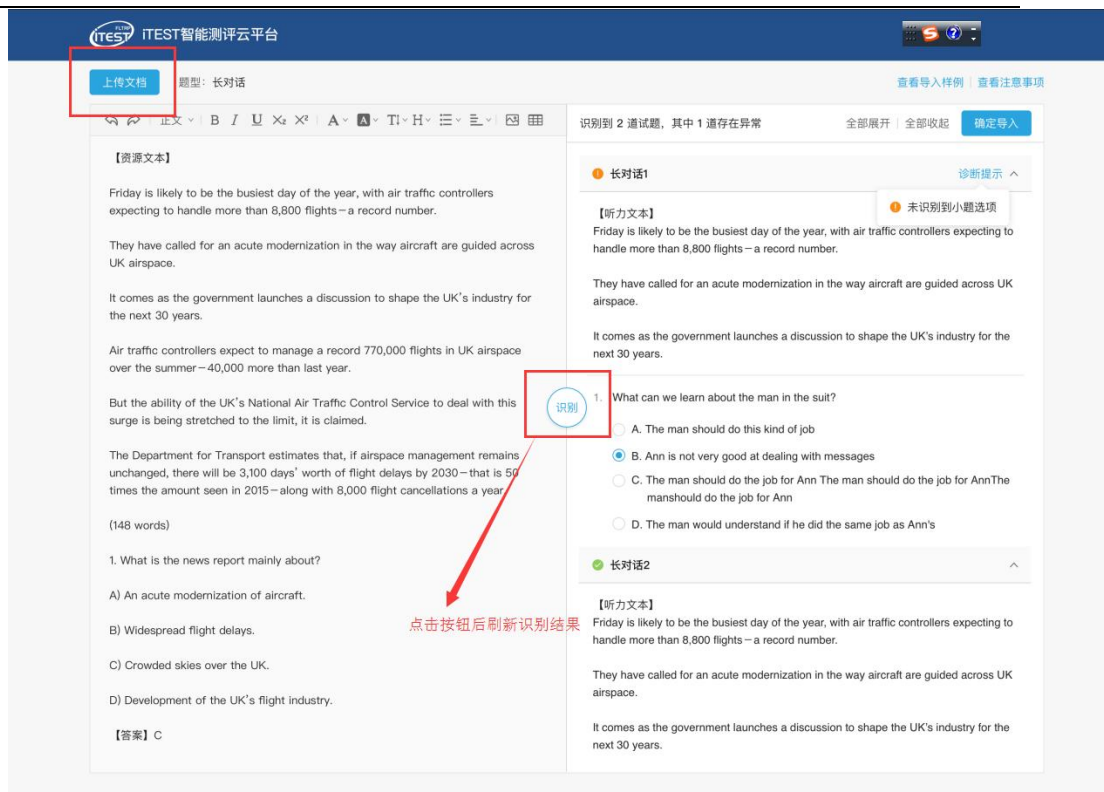 FLTRP
iTEST iTEST智能测评云平台
上传文档 题型：长对话 查看导入样例 | 查看注意事项
正文 B I U X₂ X² A A T I H
识别到 2 道试题，其中 1 道存在异常 全部展开 | 全部收起 确定导入
【资源文本】
Friday is likely to be the busiest day of the year, with air traffic controllers
expecting to handle more than 8,800 flights—a record number.
They have called for an acute modernization in the way aircraft are guided across
UK airspace.
It comes as the government launches a discussion to shape the UK's industry for
the next 30 years.
Air traffic controllers expect to manage a record 770,000 flights in UK airspace
over the summer—40,000 more than last year.
But the ability of the UK's National Air Traffic Control Service to deal with this
surge is being stretched to the limit, it is claimed.
The Department for Transport estimates that, if airspace management remains
unchanged, there will be 3,100 days' worth of flight delays by 2030—that is 50
times the amount seen in 2015—along with 8,000 flight cancellations a year.
(148 words)
1. What is the news report mainly about?
A) An acute modernization of aircraft.
B) Widespread flight delays.
C) Crowded skies over the UK.
D) Development of the UK's flight industry.
【答案】C
识别
点击按钮后刷新识别结果
长对话1 诊断提示
未识别到小题选项
【听力文本】
Friday is likely to be the busiest day of the year, with air traffic controllers expecting to
handle more than 8,800 flights—a record number.
They have called for an acute modernization in the way aircraft are guided across UK
airspace.
It comes as the government launches a discussion to shape the UK's industry for the
next 30 years.
1. What can we learn about the man in the suit?
A. The man should do this kind of job
B. Ann is not very good at dealing with messages
C. The man should do the job for Ann The man should do the job for AnnThe
manshould do the job for Ann
D. The man would understand if he did the same job as Ann's
长对话2
【听力文本】
Friday is likely to be the busiest day of the year, with air traffic controllers expecting to
handle more than 8,800 flights—a record number.
They have called for an acute modernization in the way aircraft are guided across UK
airspace.
It comes as the government launches a discussion to shape the UK's industry for the
next 30 years.